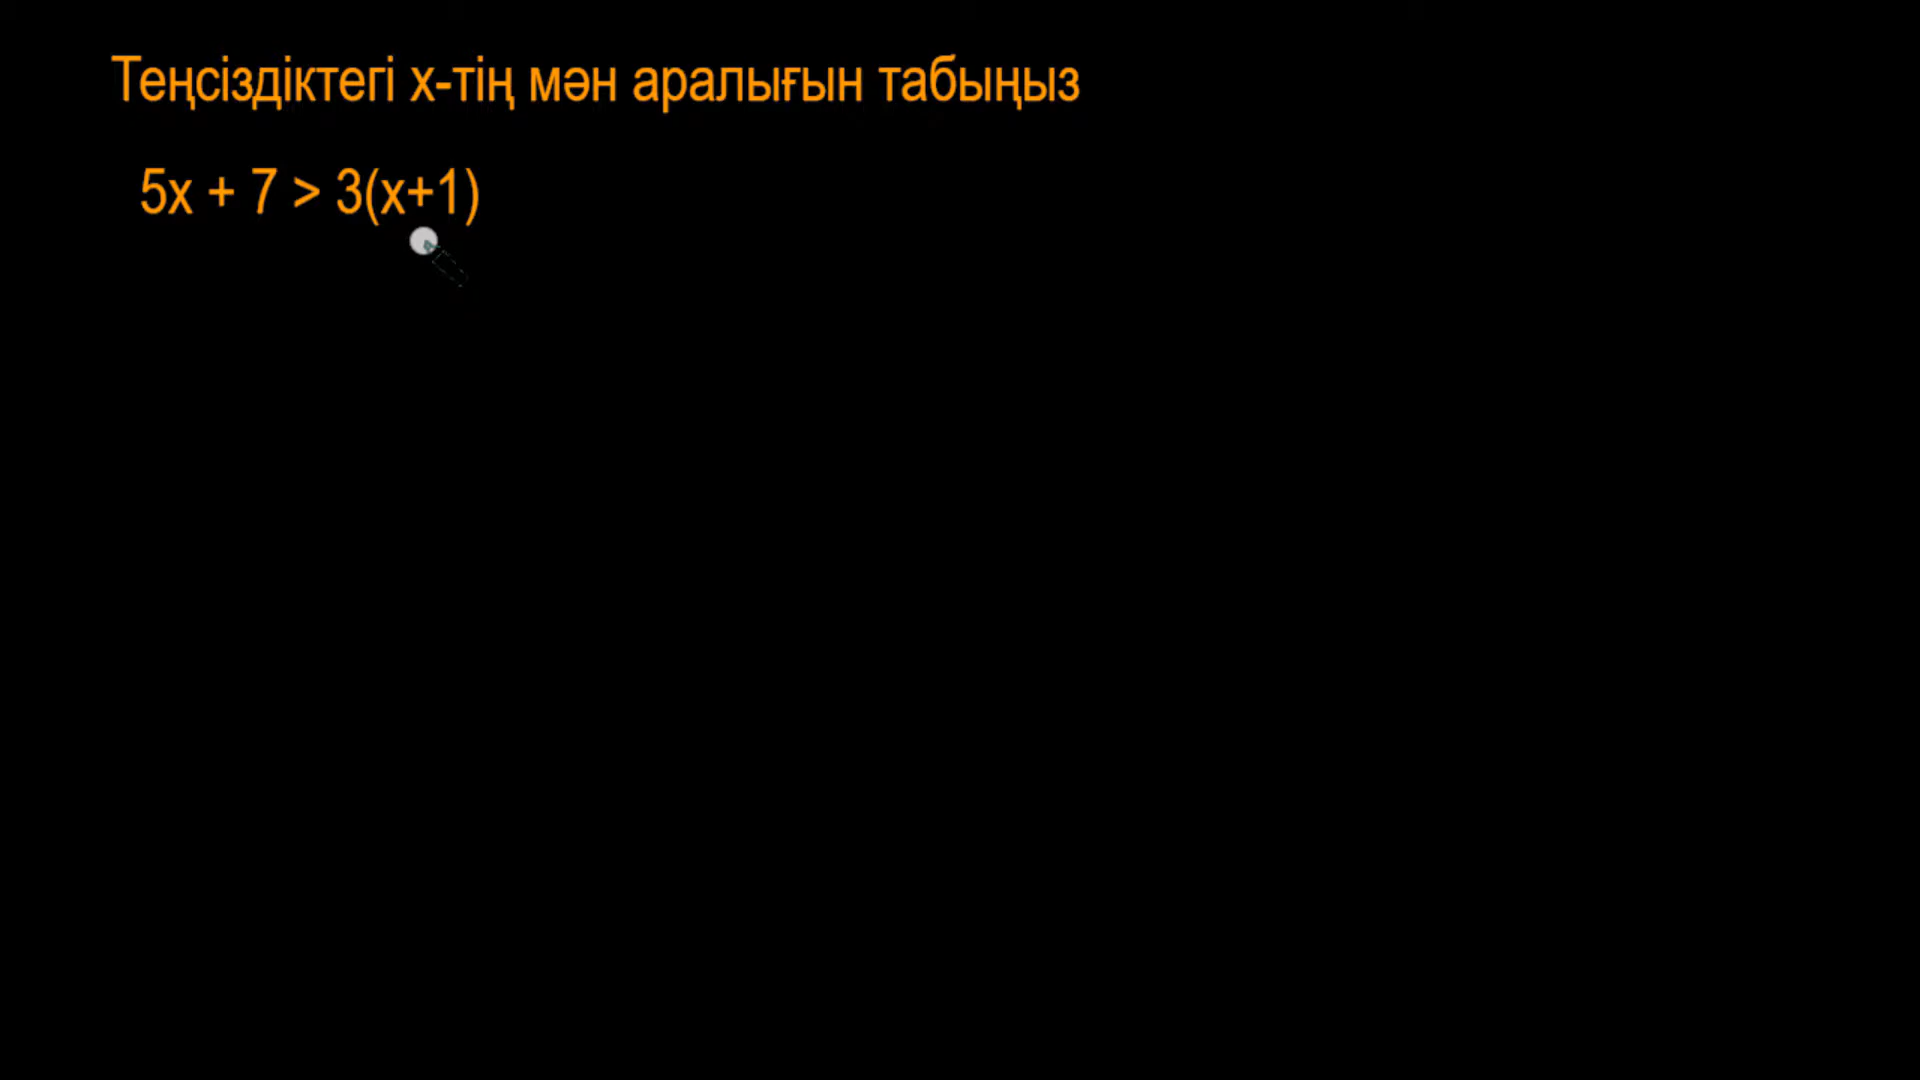 Теңсіздіктегі х-тің мән аралығын табыңыз
5x + 7 > 3(x+1)